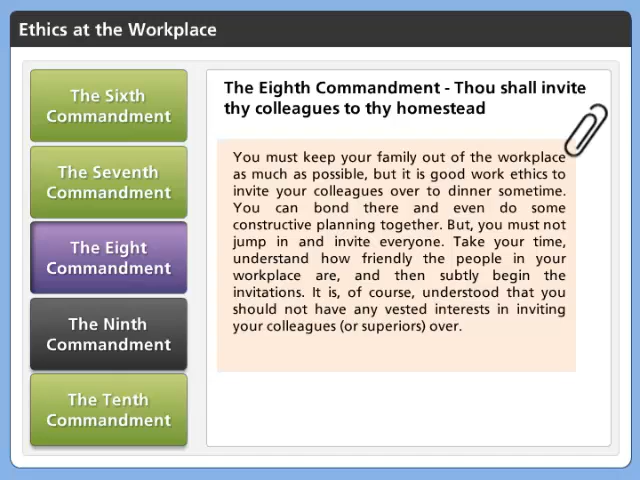 Ethics at the Workplace
The Sixth
Commandment
The Seventh
Commandment
The Eight
Commandment
The Ninth
Commandment
The Tenth
Commandment
The Eighth Commandment - Thou shall invite
thy colleagues to thy homestead
You must keep your family out of the workplace
as much as possible, but it is good work ethics to
invite your colleagues over to dinner sometime.
You can bond there and even do some
constructive planning together. But, you must not
jump in and invite everyone. Take your time,
understand how friendly the people in your
workplace are, and then subtly begin the
invitations. It is, of course, understood that you
should not have any vested interests in inviting
your colleagues (or superiors) over.